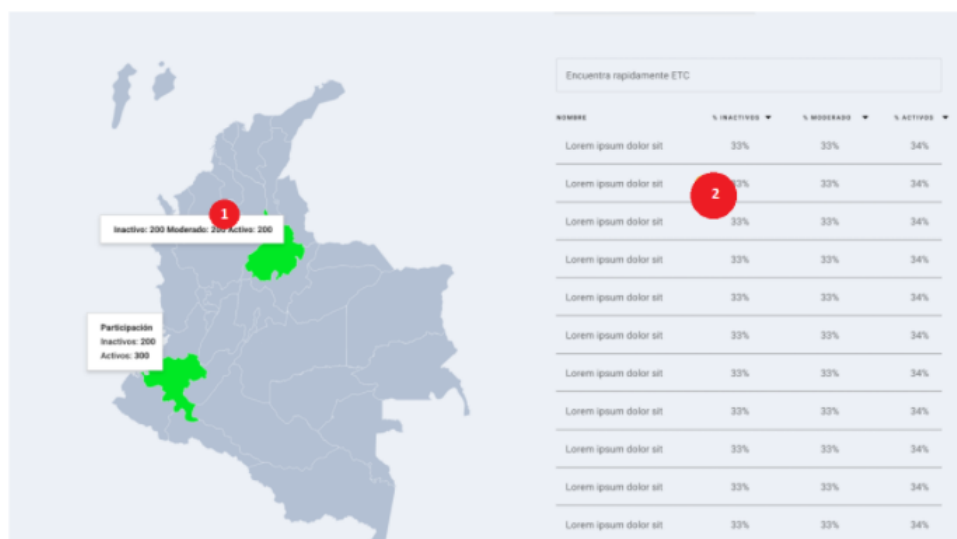 1
Inactivo: 200 Moderado: 200 Activo: 200
Participación
Inactivos: 200
Activos: 300
Encuentra rapidamente ETC
NOMBRE % INACTIVOS % MODERADO % ACTIVOS
Lorem ipsum dolor sit 33% 33% 34%
2
Lorem ipsum dolor sit 33% 33% 34%
Lorem ipsum dolor sit 33% 33% 34%
Lorem ipsum dolor sit 33% 33% 34%
Lorem ipsum dolor sit 33% 33% 34%
Lorem ipsum dolor sit 33% 33% 34%
Lorem ipsum dolor sit 33% 33% 34%
Lorem ipsum dolor sit 33% 33% 34%
Lorem ipsum dolor sit 33% 33% 34%
Lorem ipsum dolor sit 33% 33% 34%
Lorem ipsum dolor sit 33% 33% 34%